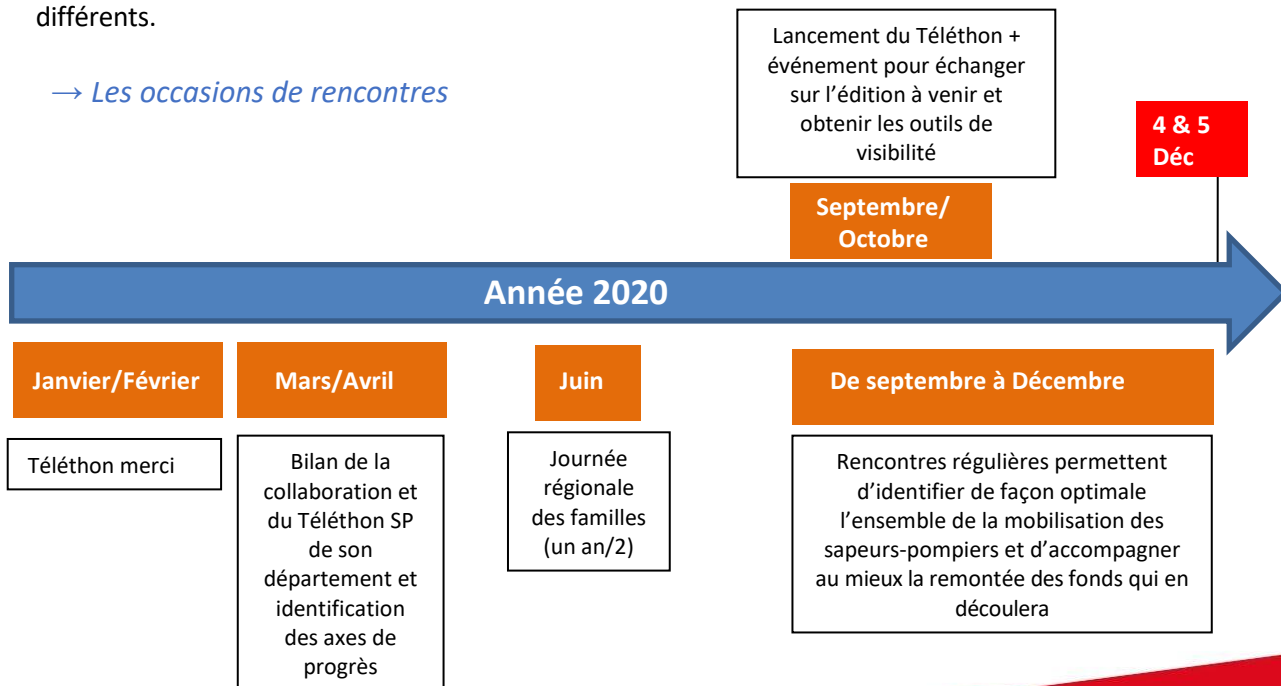 différents.
→ Les occasions de rencontres
Lancement du Téléthon +
événement pour échanger
sur l'édition à venir et
obtenir les outils de
visibilité
4 & 5
Déc
Septembre/
Octobre
Année 2020
Janvier/Février
Mars/Avril
Juin
De septembre à Décembre
Téléthon merci
Bilan de la
collaboration et
du Téléthon SP
de son
département et
identification
des axes de
progrès
Journée
régionale
des familles
(un an/2)
Rencontres régulières permettent
d'identifier de façon optimale
l'ensemble de la mobilisation des
sapeurs-pompiers et d'accompagner
au mieux la remontée des fonds qui en
découlera